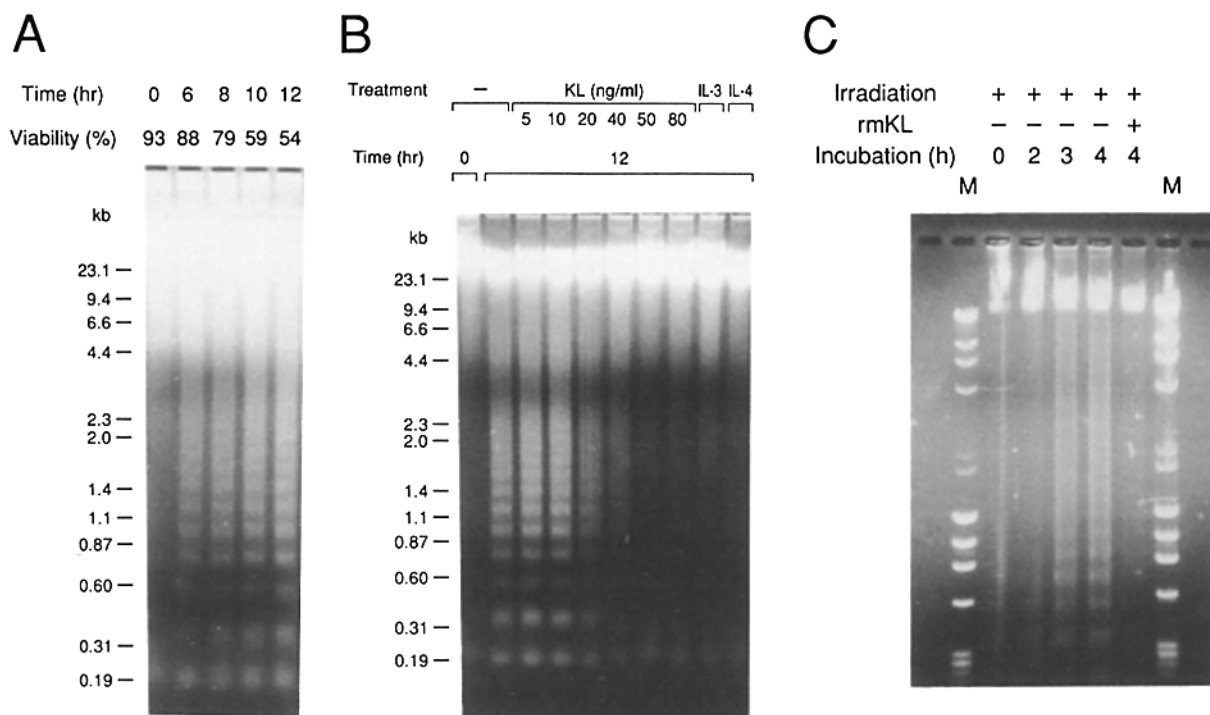 A
Time (hr) 0 6 8 10 12
Viability (%) 93 88 79 59 54
kb
23.1
9.4
6.6
4.4
2.3
2.0
1.4
1.1
0.87
0.60
0.31
0.19
B
Treatment – KL (ng/ml) IL-3 IL-4
5 10 20 40 50 80
Time (hr) 0 12
kb
23.1
9.4
6.6
4.4
2.3
2.0
1.4
1.1
0.87
0.60
0.31
0.19
C
Irradiation + + + + +
rmKL – – – – +
Incubation (h) 0 2 3 4 4
M M